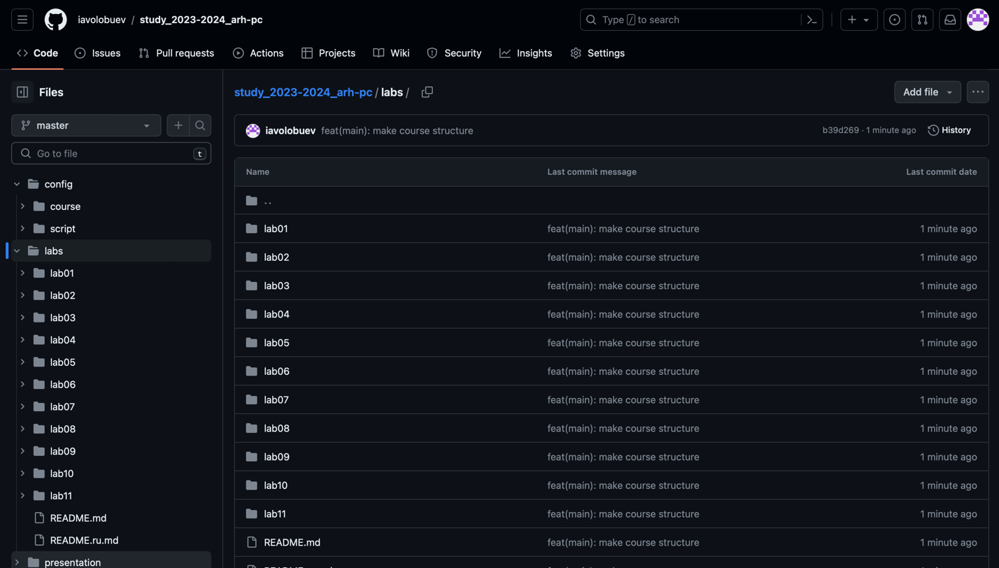 iavolobuev / study_2023-2024_arh-pc
Type / to search
Code Issues Pull requests Actions Projects Wiki Security Insights Settings
Files
master
Go to file t
config
course
script
labs
lab01
lab02
lab03
lab04
lab05
lab06
lab07
lab08
lab09
lab10
lab11
README.md
README.ru.md
presentation
study_2023-2024_arh-pc / labs /
Add file
iavolobuev feat(main): make course structure b39d269 · 1 minute ago History
Name Last commit message Last commit date
..
lab01 feat(main): make course structure 1 minute ago
lab02 feat(main): make course structure 1 minute ago
lab03 feat(main): make course structure 1 minute ago
lab04 feat(main): make course structure 1 minute ago
lab05 feat(main): make course structure 1 minute ago
lab06 feat(main): make course structure 1 minute ago
lab07 feat(main): make course structure 1 minute ago
lab08 feat(main): make course structure 1 minute ago
lab09 feat(main): make course structure 1 minute ago
lab10 feat(main): make course structure 1 minute ago
lab11 feat(main): make course structure 1 minute ago
README.md feat(main): make course structure 1 minute ago